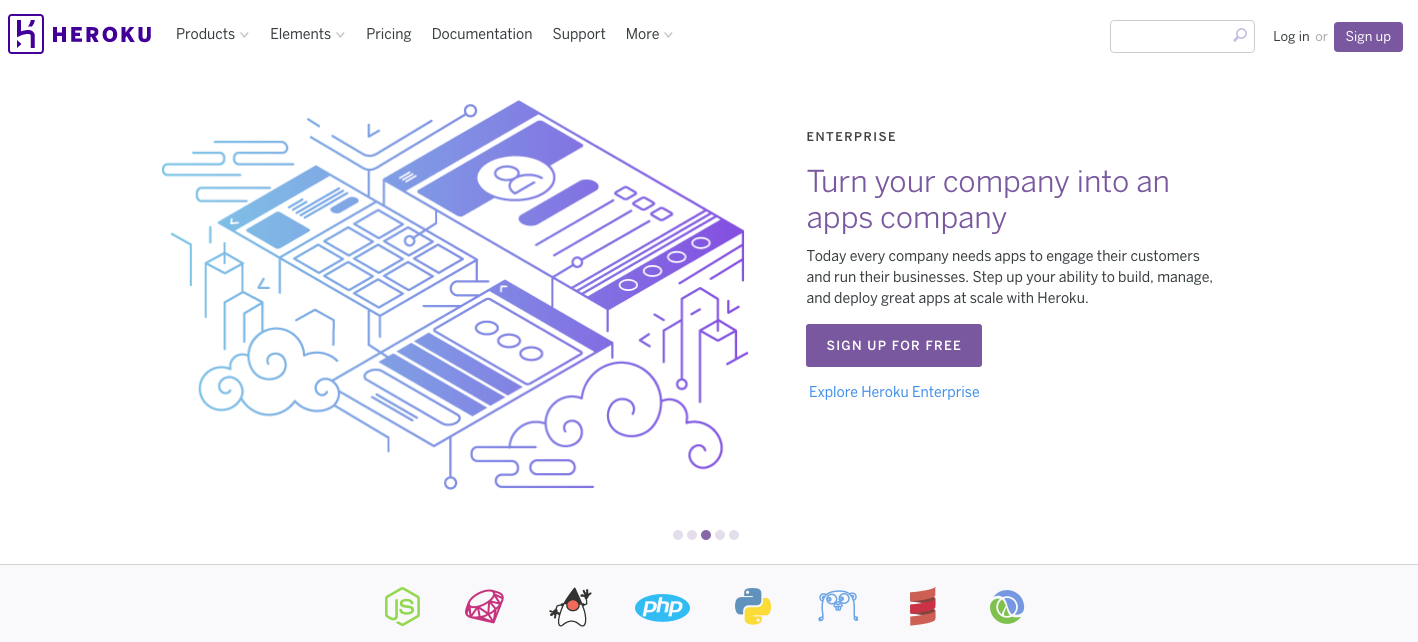 HEROKU Products Elements Pricing Documentation Support More Log in or Sign up
ENTERPRISE
Turn your company into an
apps company
Today every company needs apps to engage their customers
and run their businesses. Step up your ability to build, manage,
and deploy great apps at scale with Heroku.
SIGN UP FOR FREE
Explore Heroku Enterprise
JS php